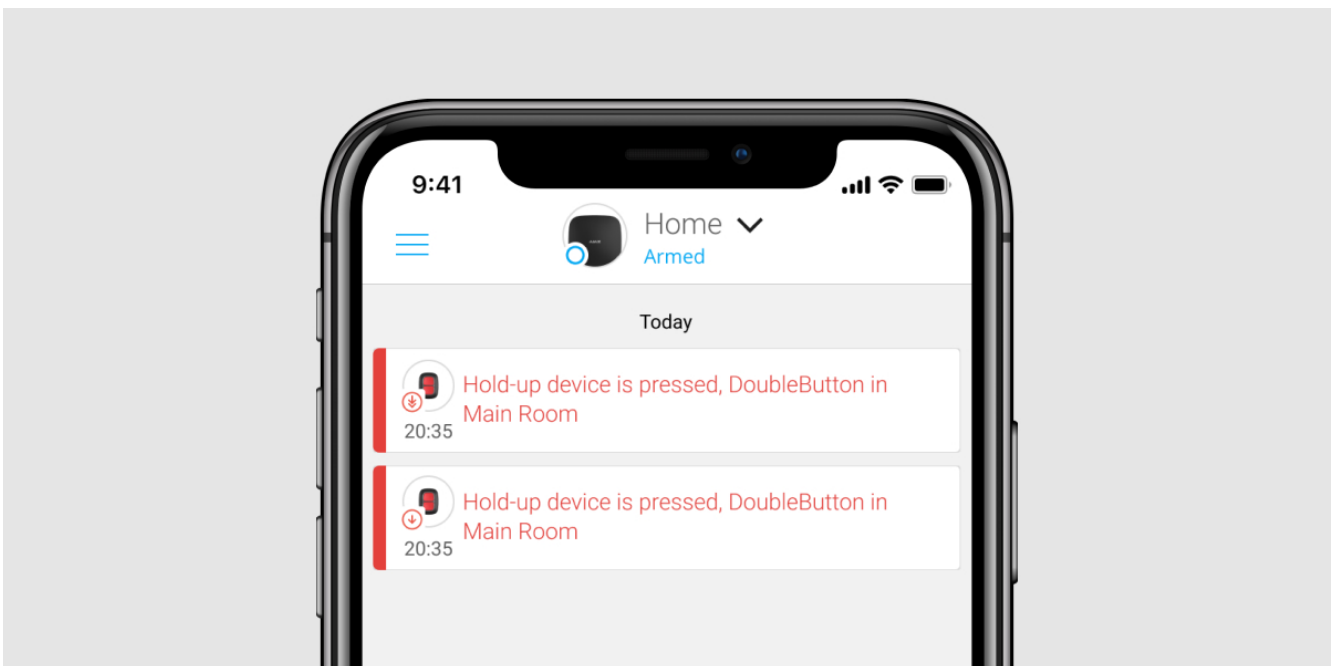 9:41
Home
Armed
Today
Hold-up device is pressed, DoubleButton in
Main Room
20:35
Hold-up device is pressed, DoubleButton in
Main Room
20:35